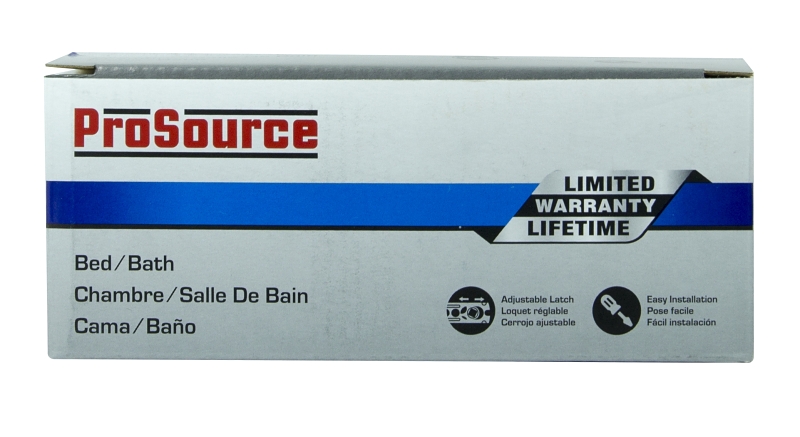 ProSource
LIMITED
WARRANTY
LIFETIME
Bed/Bath
Chambre/Salle De Bain
Cama/Baño
Adjustable Latch
Loquet réglable
Cerrojo ajustable
Easy Installation
Pose facile
Fácil instalación